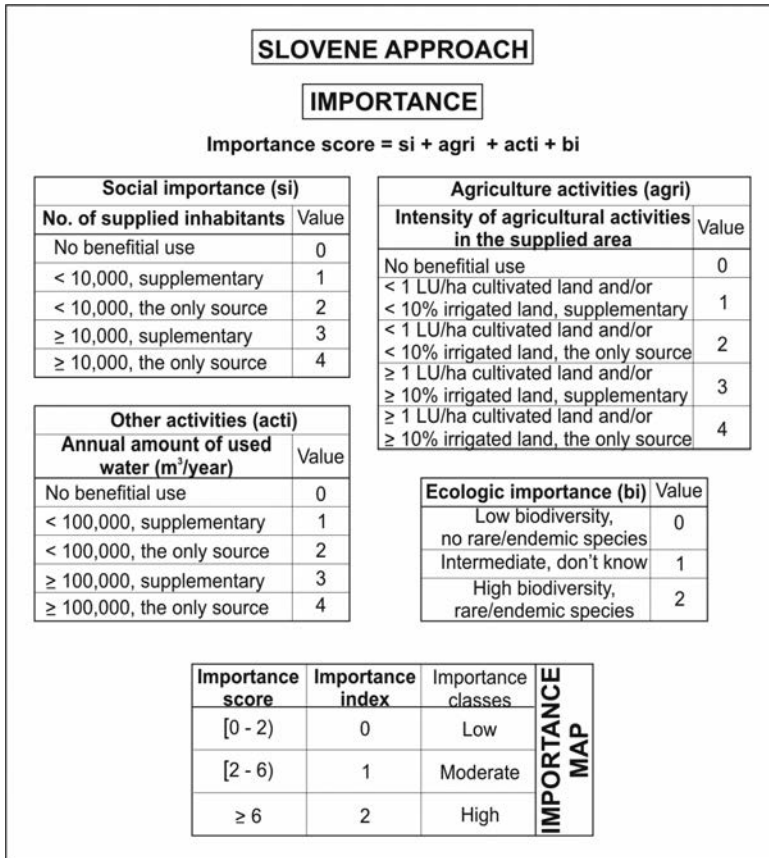 SLOVENE APPROACH
IMPORTANCE
Importance score = si + agri + acti + bi
Social importance (si)
No. of supplied inhabitants Value
No benefitial use 0
< 10,000, supplementary 1
< 10,000, the only source 2
≥ 10,000, suplementary 3
≥ 10,000, the only source 4
Agriculture activities (agri)
Intensity of agricultural activities
in the supplied area Value
No benefitial use 0
< 1 LU/ha cultivated land and/or
< 10% irrigated land, supplementary 1
< 1 LU/ha cultivated land and/or
< 10% irrigated land, the only source 2
≥ 1 LU/ha cultivated land and/or
≥ 10% irrigated land, supplementary 3
≥ 1 LU/ha cultivated land and/or
≥ 10% irrigated land, the only source 4
Other activities (acti)
Annual amount of used
water (m³/year) Value
No benefitial use 0
< 100,000, supplementary 1
< 100,000, the only source 2
≥ 100,000, supplementary 3
≥ 100,000, the only source 4
Ecologic importance (bi) Value
Low biodiversity,
no rare/endemic species 0
Intermediate, don't know 1
High biodiversity,
rare/endemic species 2
Importance Importance Importance
score index classes
[0 - 2) 0 Low
[2 - 6) 1 Moderate
≥ 6 2 High
IMPORTANCE
MAP